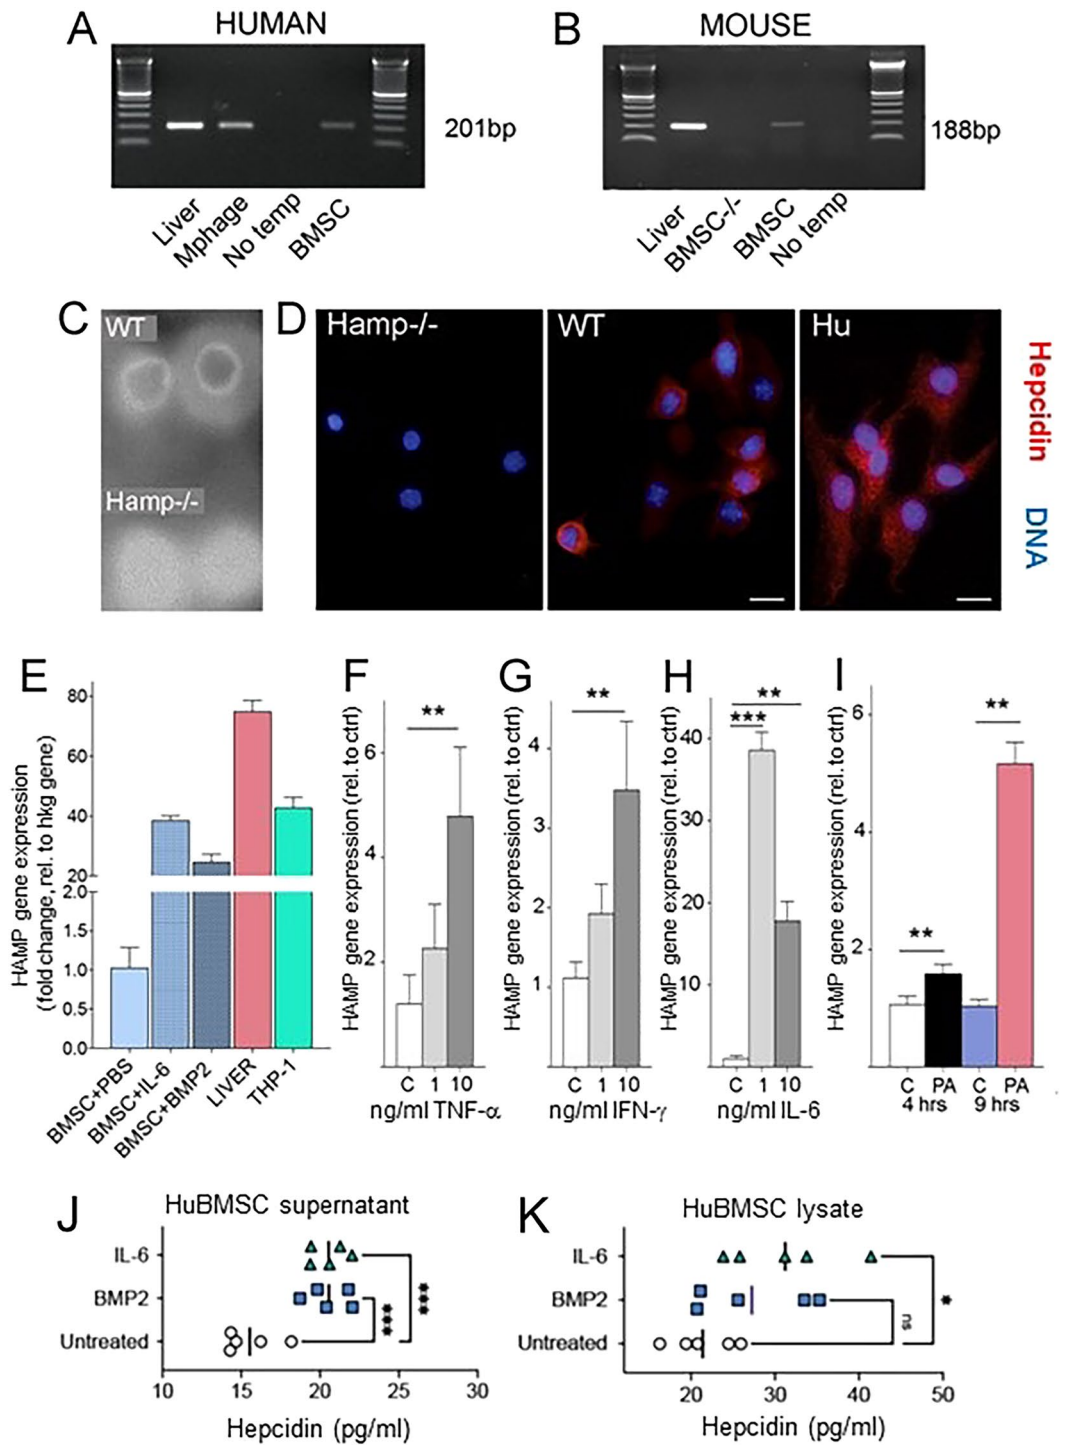 A
HUMAN
201bp
Liver
Mphage
No temp
BMSC
B
MOUSE
188bp
Liver
BMSC-/-
BMSC
No temp
C
WT
Hamp-/-
D
Hamp-/-
WT
Hu
Hepcidin
DNA
E
HAMP gene expression
(fold change, rel. to hkg gene)
80
60
40
20
2.0
1.5
1.0
0.5
0.0
BMSC+PBS
BMSC+IL-6
BMSC+BMP2
LIVER
THP-1
F
HAMP gene expression (rel. to ctrl)
**
6
4
2
C 1 10
ng/ml TNF-α
G
HAMP gene expression (rel. to ctrl)
**
4
3
2
1
C 1 10
ng/ml IFN-γ
H
HAMP gene expression (rel. to ctrl)
**
***
40
30
20
10
C 1 10
ng/ml IL-6
I
HAMP gene expression (rel. to ctrl)
**
**
6
4
2
C PA C PA
4 hrs 9 hrs
J
HuBMSC supernatant
IL-6
BMP2
Untreated
***
***
10 15 20 25 30
Hepcidin (pg/ml)
K
HuBMSC lysate
IL-6
BMP2
Untreated
ns
*
20 30 40 50
Hepcidin (pg/ml)